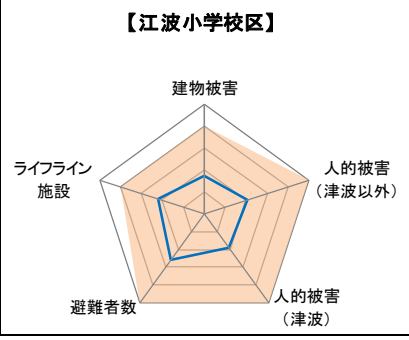 【江波小学校区】
建物被害
人的被害
（津波以外）
人的被害
（津波）
避難者数
ライフライン
施設